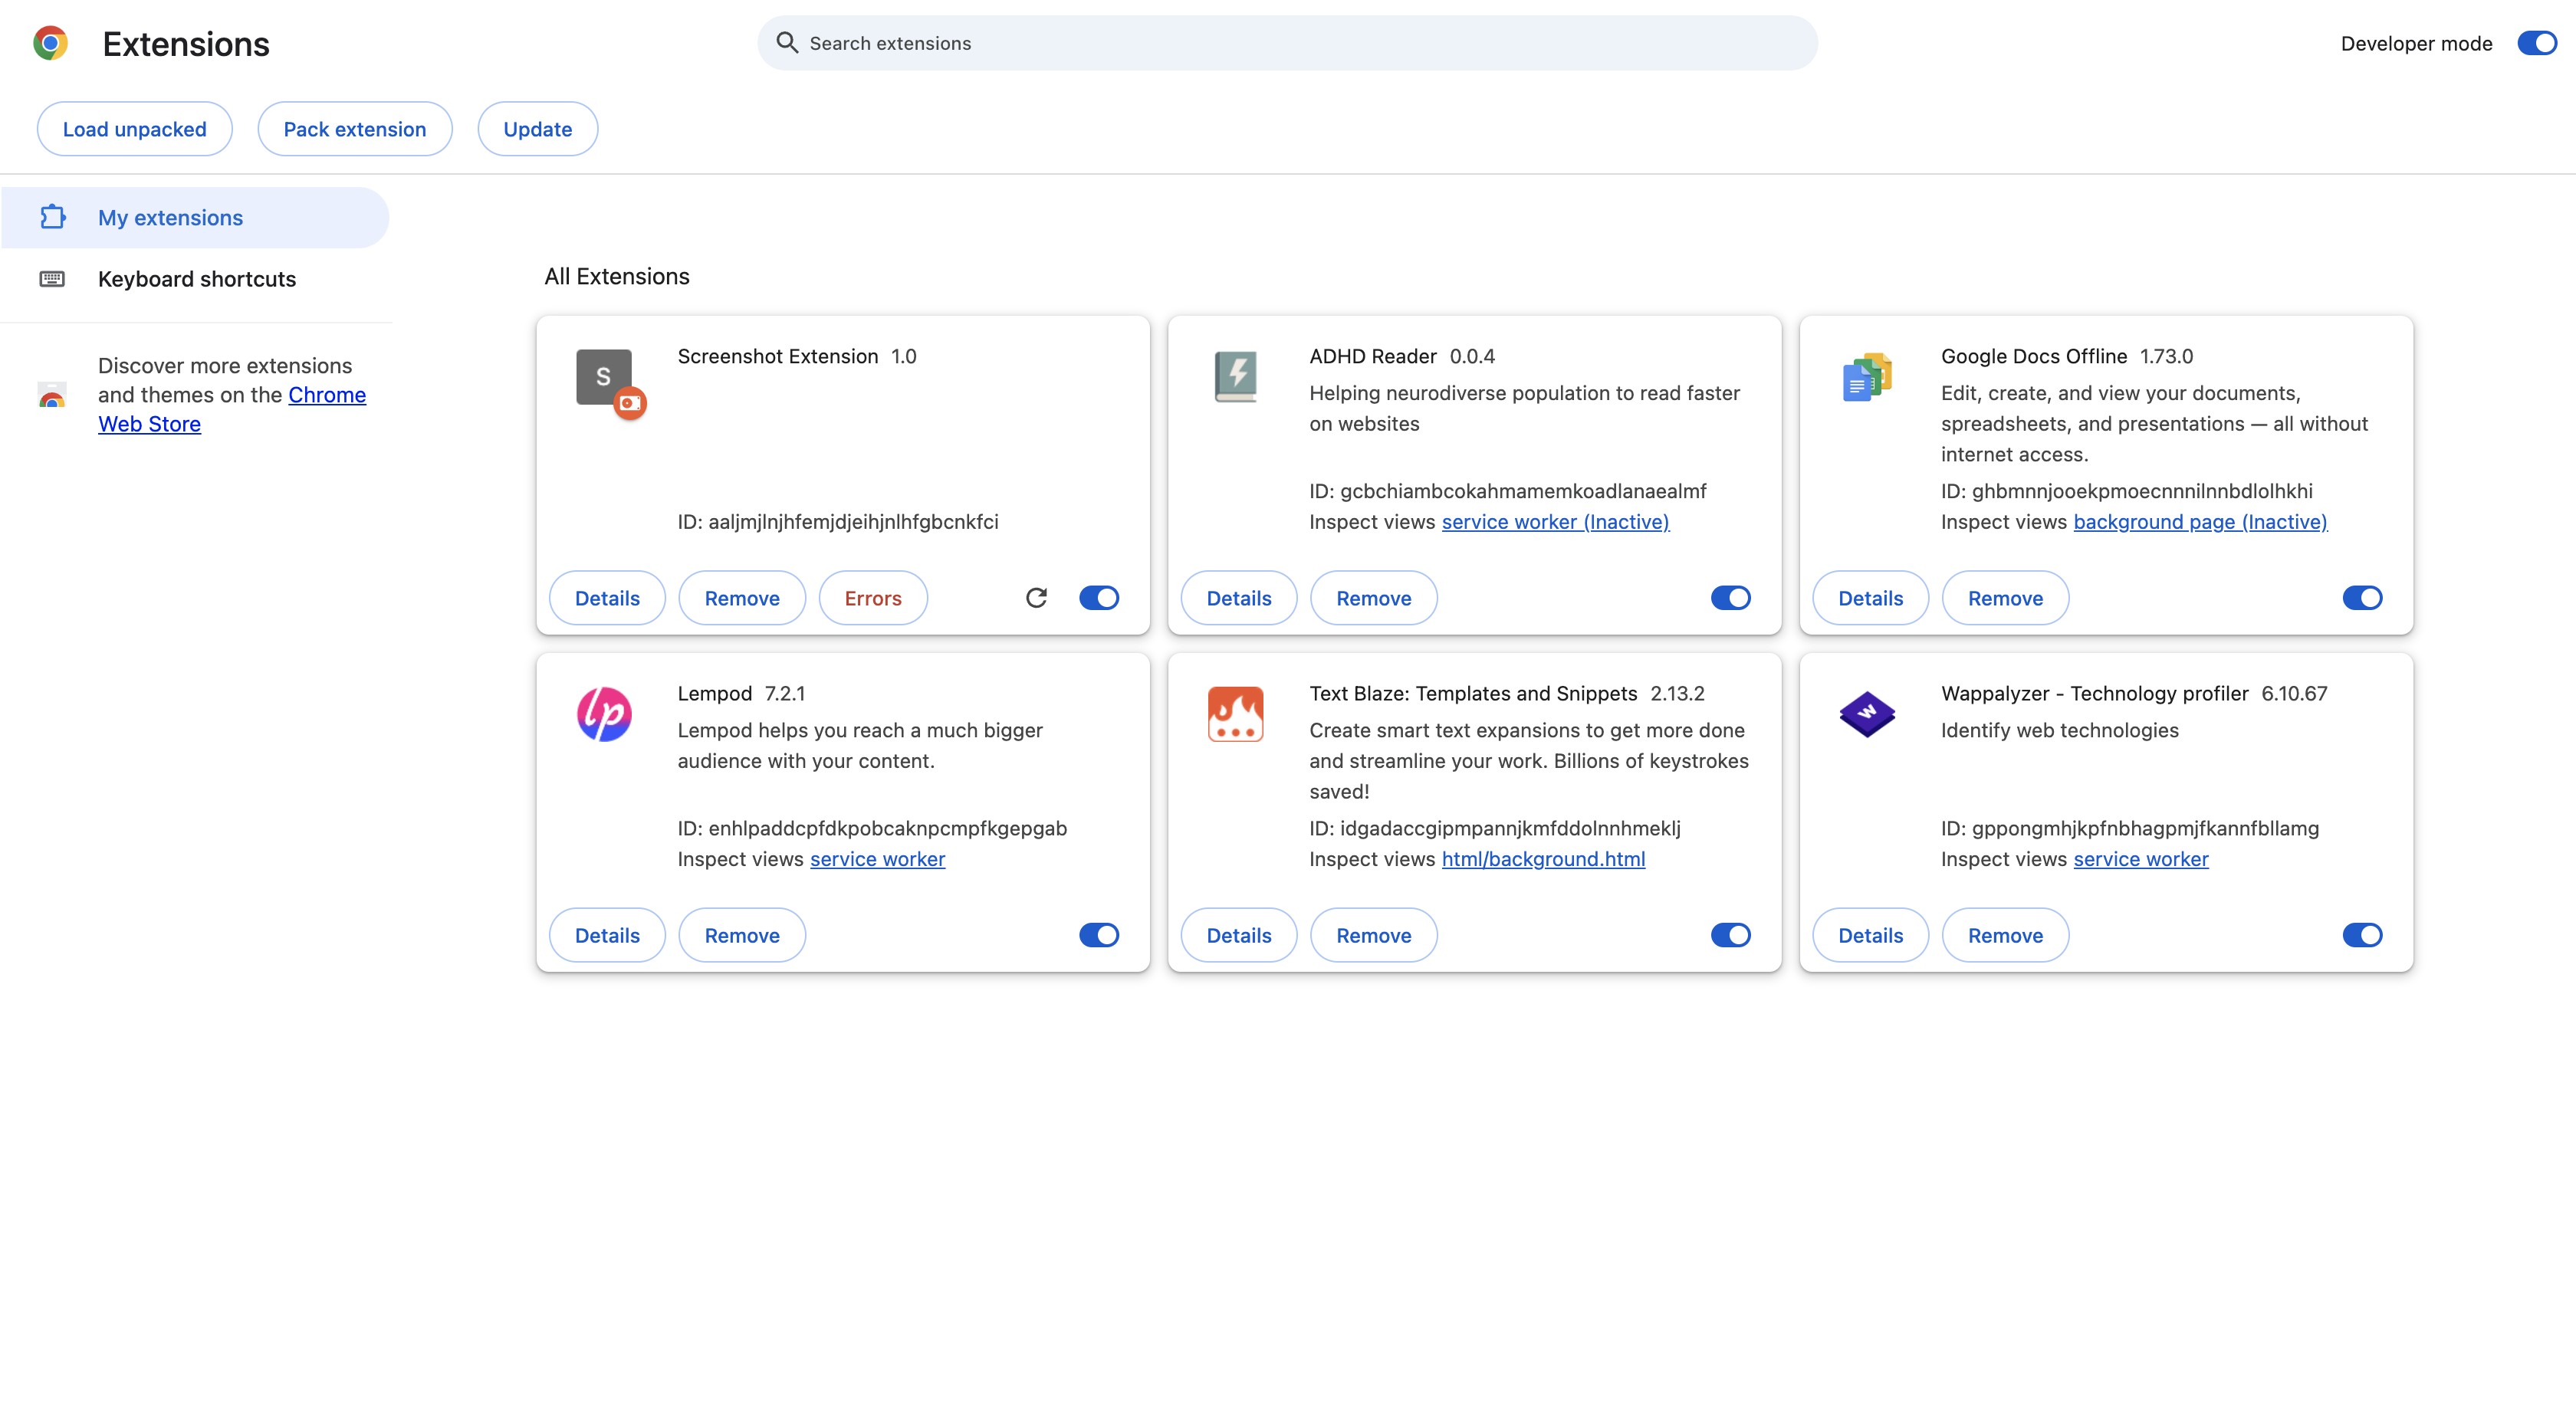 Extensions
Search extensions
Developer mode
Load unpacked
Pack extension
Update
My extensions
Keyboard shortcuts
Discover more extensions
and themes on the Chrome
Web Store
All Extensions
S
Screenshot Extension 1.0
ID: aaljmjlnjhfemjdjeihjnlhfgbcnkfci
Details
Remove
Errors
ADHD Reader 0.0.4
Helping neurodiverse population to read faster
on websites
ID: gcbchiambcokahmamemkoadlanaealmf
Inspect views service worker (Inactive)
Details
Remove
Google Docs Offline 1.73.0
Edit, create, and view your documents,
spreadsheets, and presentations — all without
internet access.
ID: ghbmnnjooekpmoecnnnilnnbdlolhkhi
Inspect views background page (Inactive)
Details
Remove
lp
Lempod 7.2.1
Lempod helps you reach a much bigger
audience with your content.
ID: enhlpaddcpfdkpobcaknpcmpfkgepgab
Inspect views service worker
Details
Remove
Text Blaze: Templates and Snippets 2.13.2
Create smart text expansions to get more done
and streamline your work. Billions of keystrokes
saved!
ID: idgadaccgipmpannjkmfddolnnhmeklj
Inspect views html/background.html
Details
Remove
W
Wappalyzer - Technology profiler 6.10.67
Identify web technologies
ID: gppongmhjkpfnbhagpmjfkannfbllamg
Inspect views service worker
Details
Remove